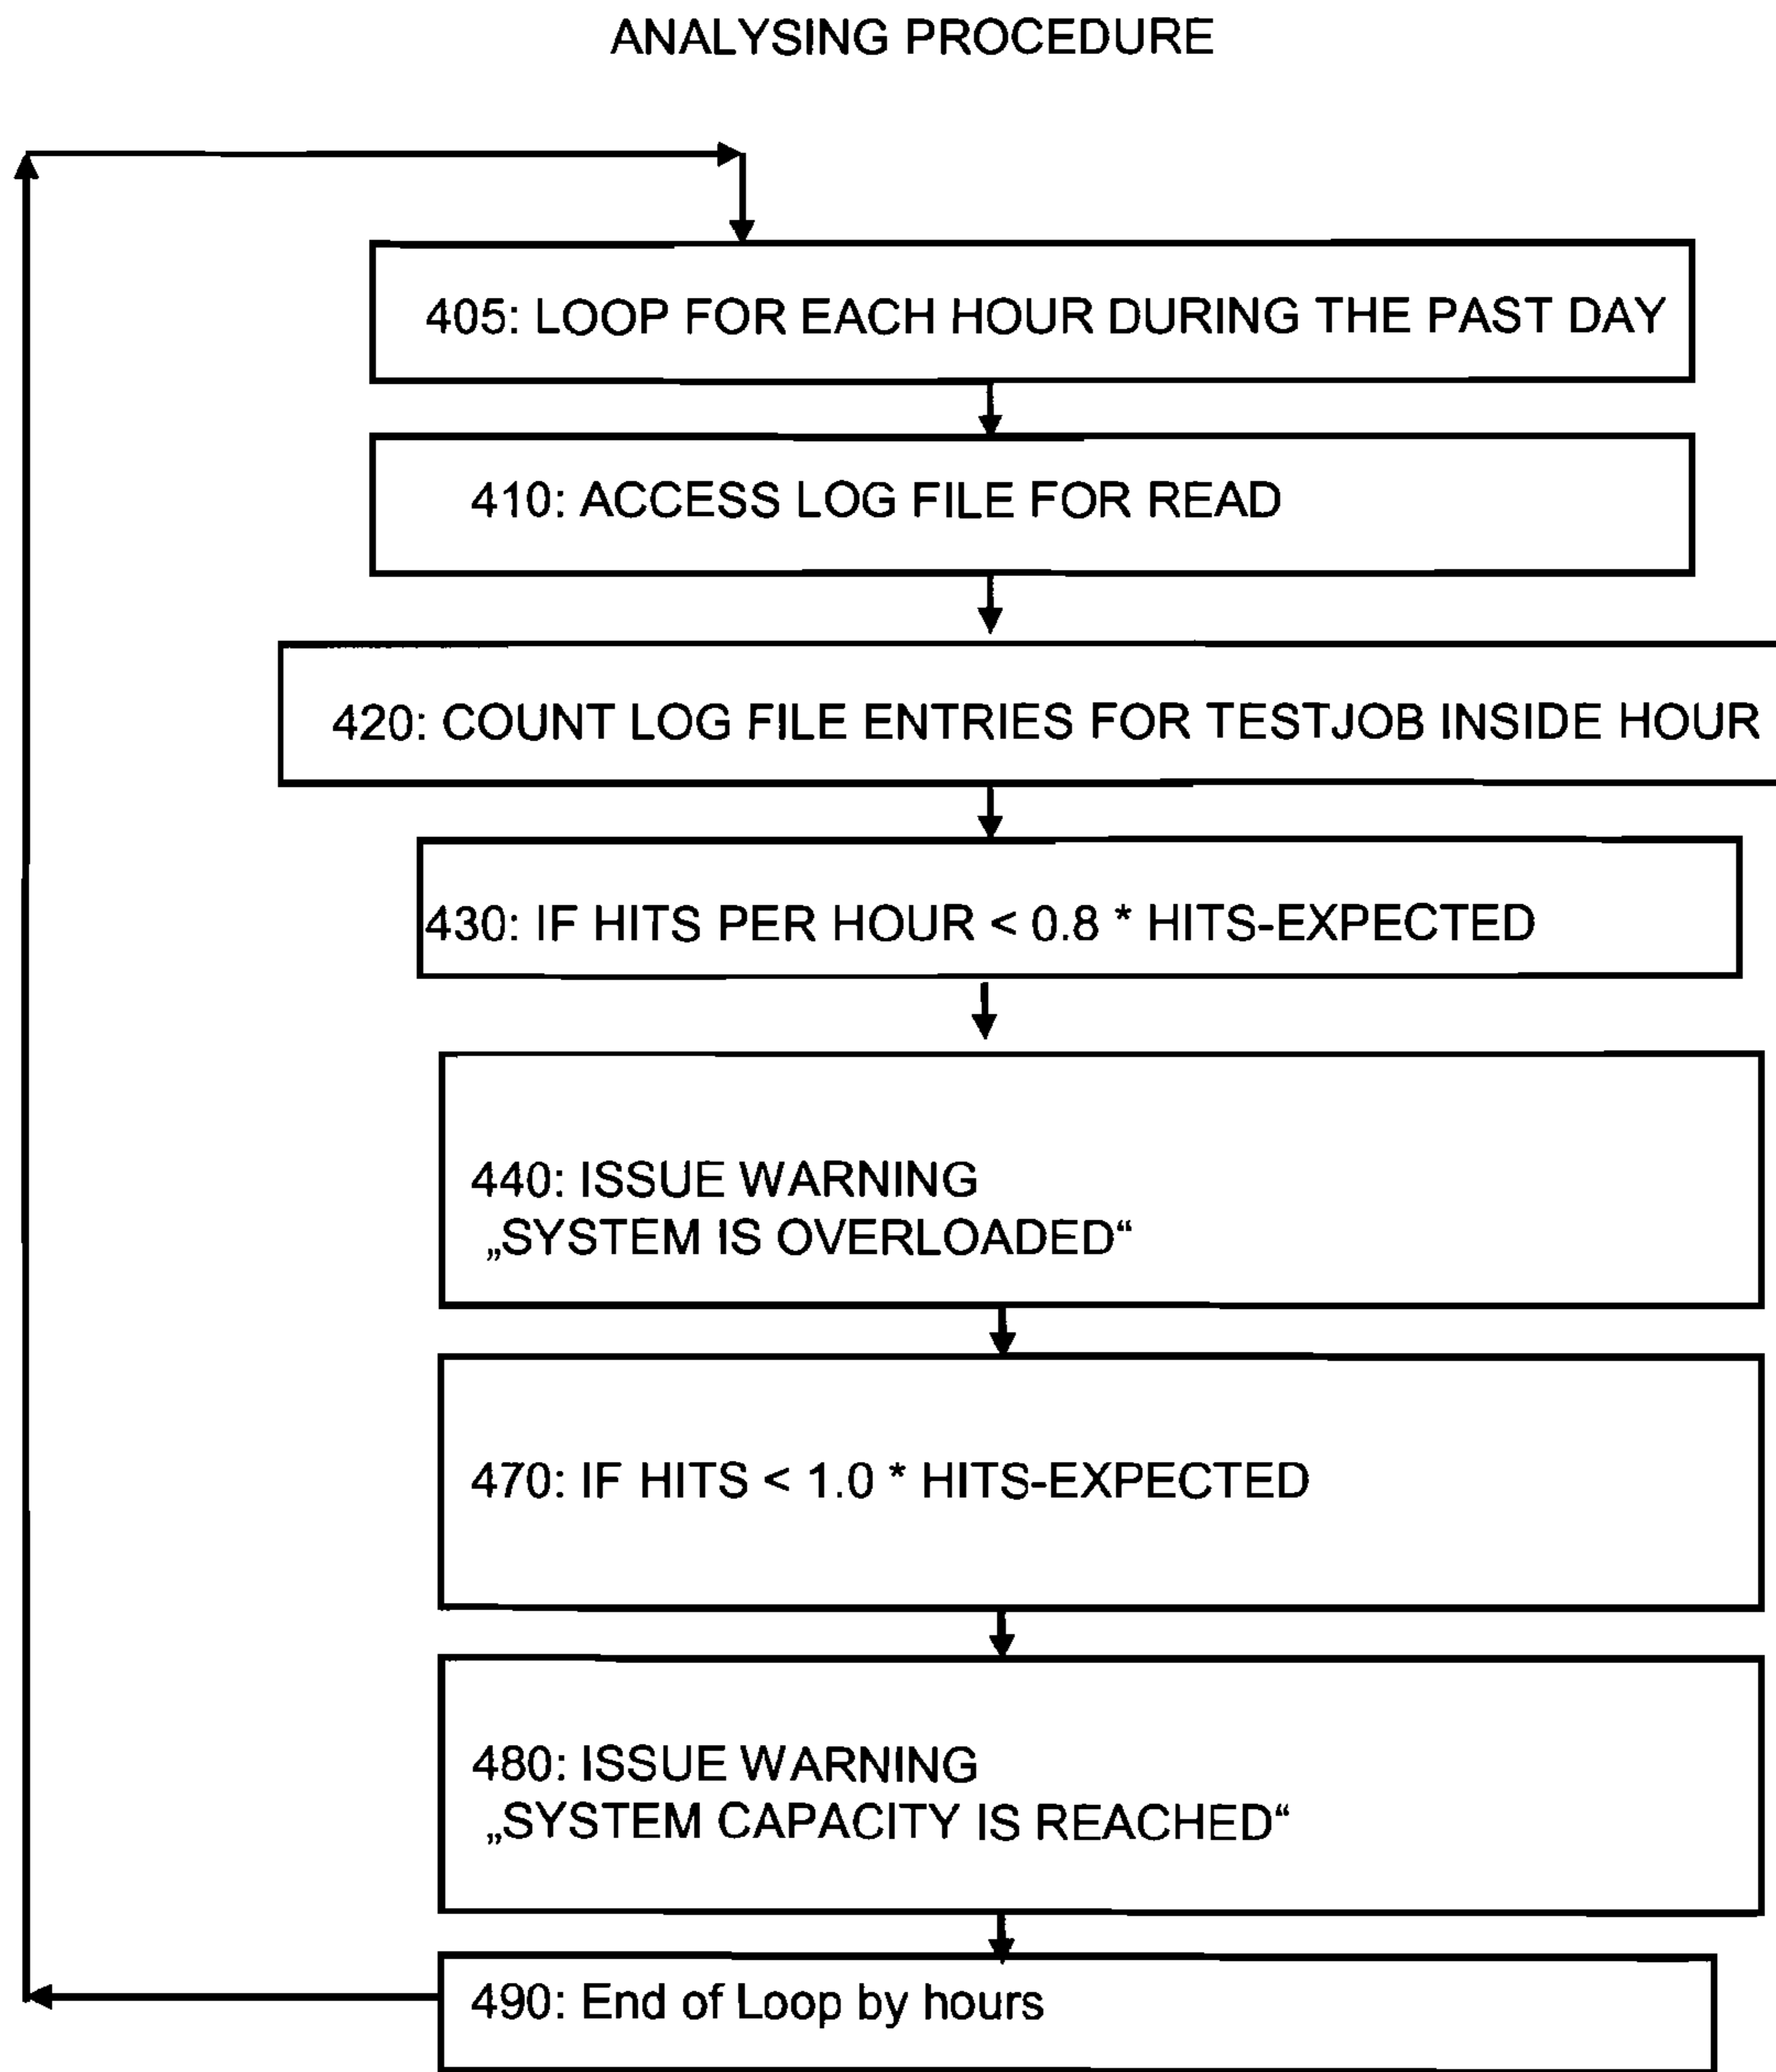 ANALYSING PROCEDURE
405: LOOP FOR EACH HOUR DURING THE PAST DAY
410: ACCESS LOG FILE FOR READ
420: COUNT LOG FILE ENTRIES FOR TESTJOB INSIDE HOUR
430: IF HITS PER HOUR < 0.8 * HITS-EXPECTED
440: ISSUE WARNING
„SYSTEM IS OVERLOADED“
470: IF HITS < 1.0 * HITS-EXPECTED
480: ISSUE WARNING
„SYSTEM CAPACITY IS REACHED“
490: End of Loop by hours